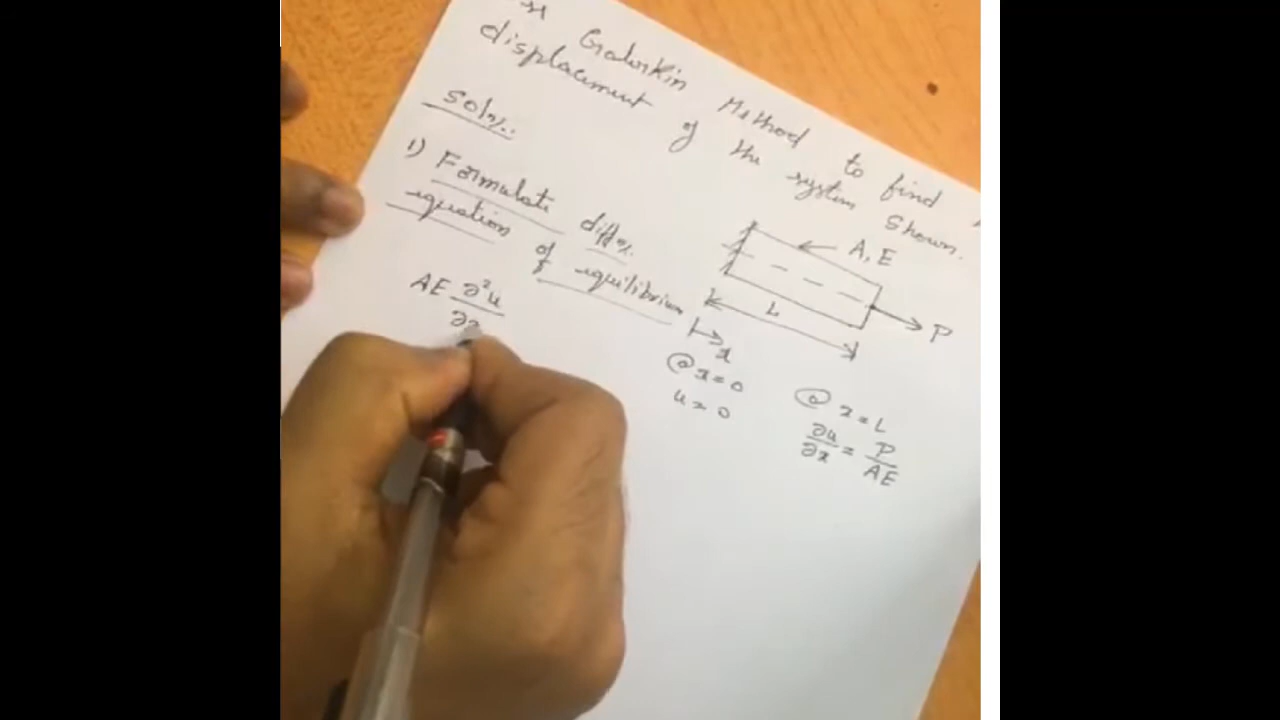 Galerkin Method to find
displacement of the system shown.
Soln:
1) Formulate diffn.
equation of equilibrium
AE ∂²u
∂x
A, E
L
P
x
@ x=0
u=0
@ x=L
∂u/∂x = P/AE